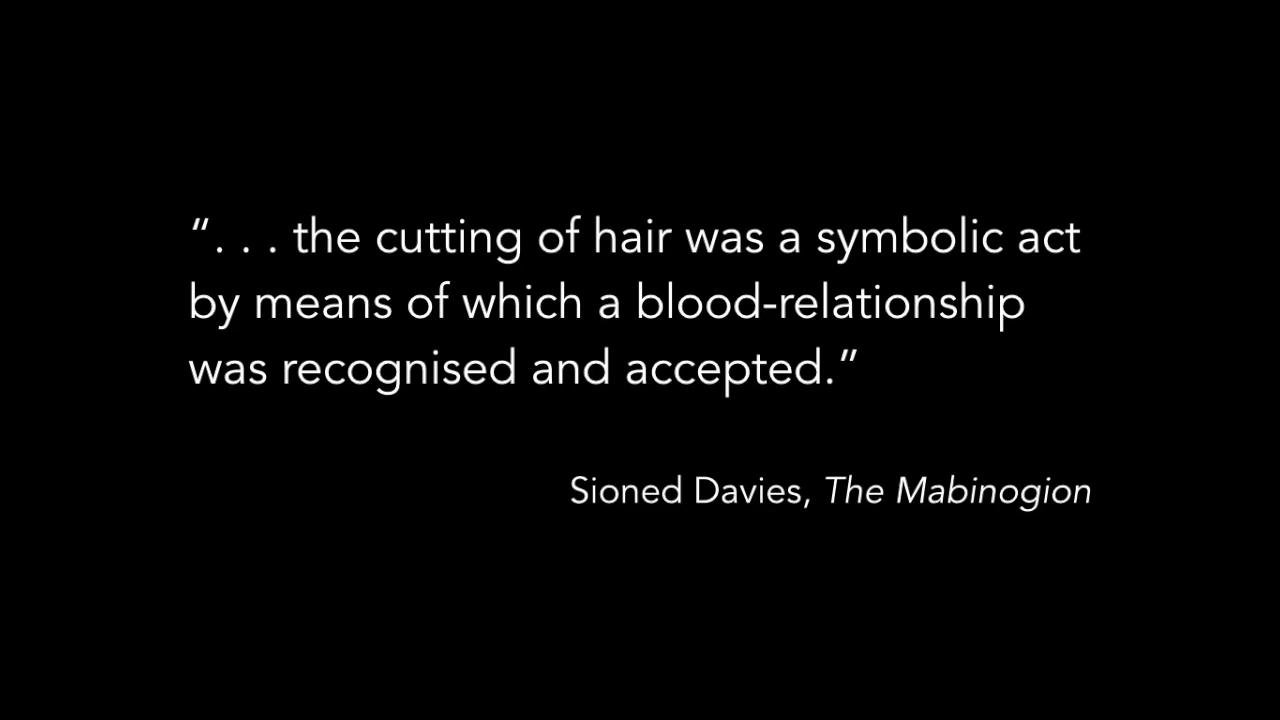 “. . . the cutting of hair was a symbolic act
by means of which a blood-relationship
was recognised and accepted.”
Sioned Davies, The Mabinogion